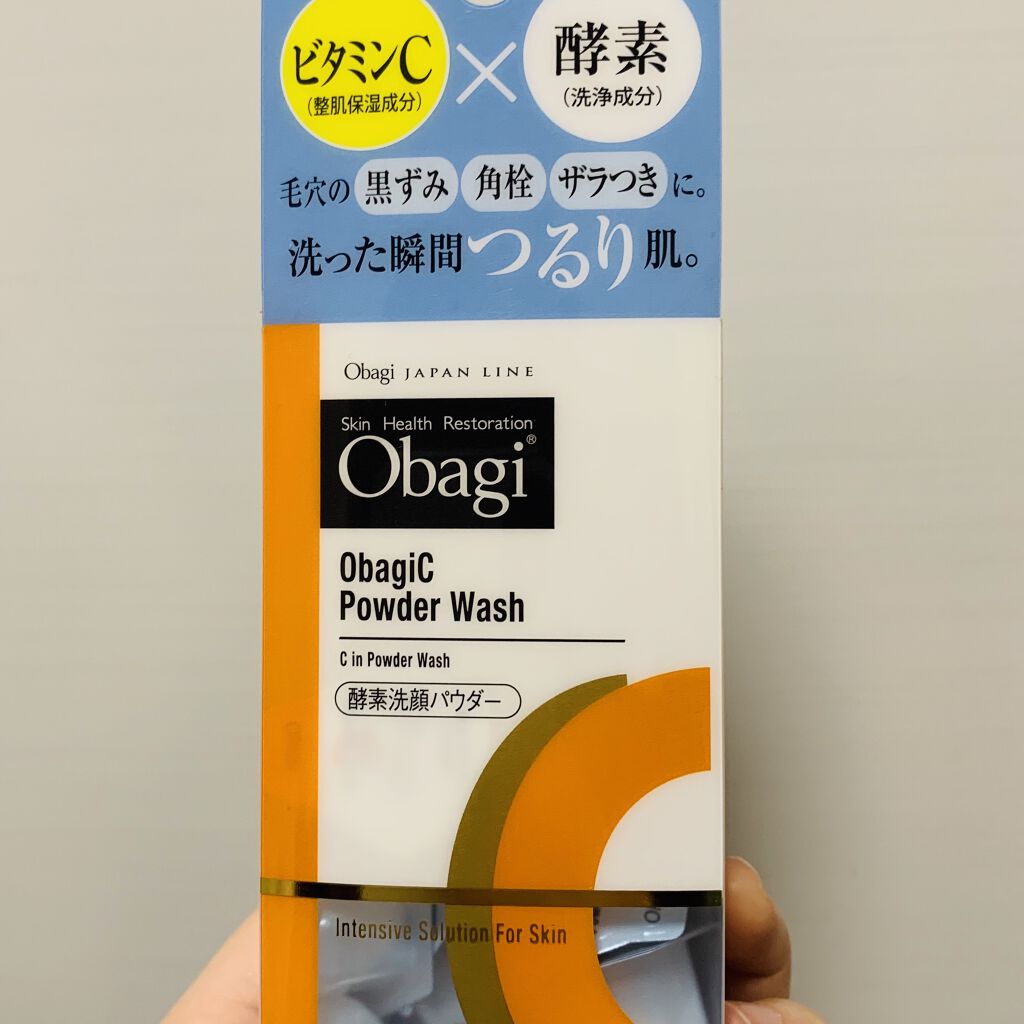 ビタミンC
(整肌保湿成分)
×
酵素
(洗浄成分)
毛穴の 黒ずみ 角栓 ザラつき に。
洗った瞬間つるり肌。
Obagi JAPAN LINE
Skin Health Restoration
Obagi®
ObagiC
Powder Wash
C in Powder Wash
酵素洗顔パウダー
Intensive Solution For Skin